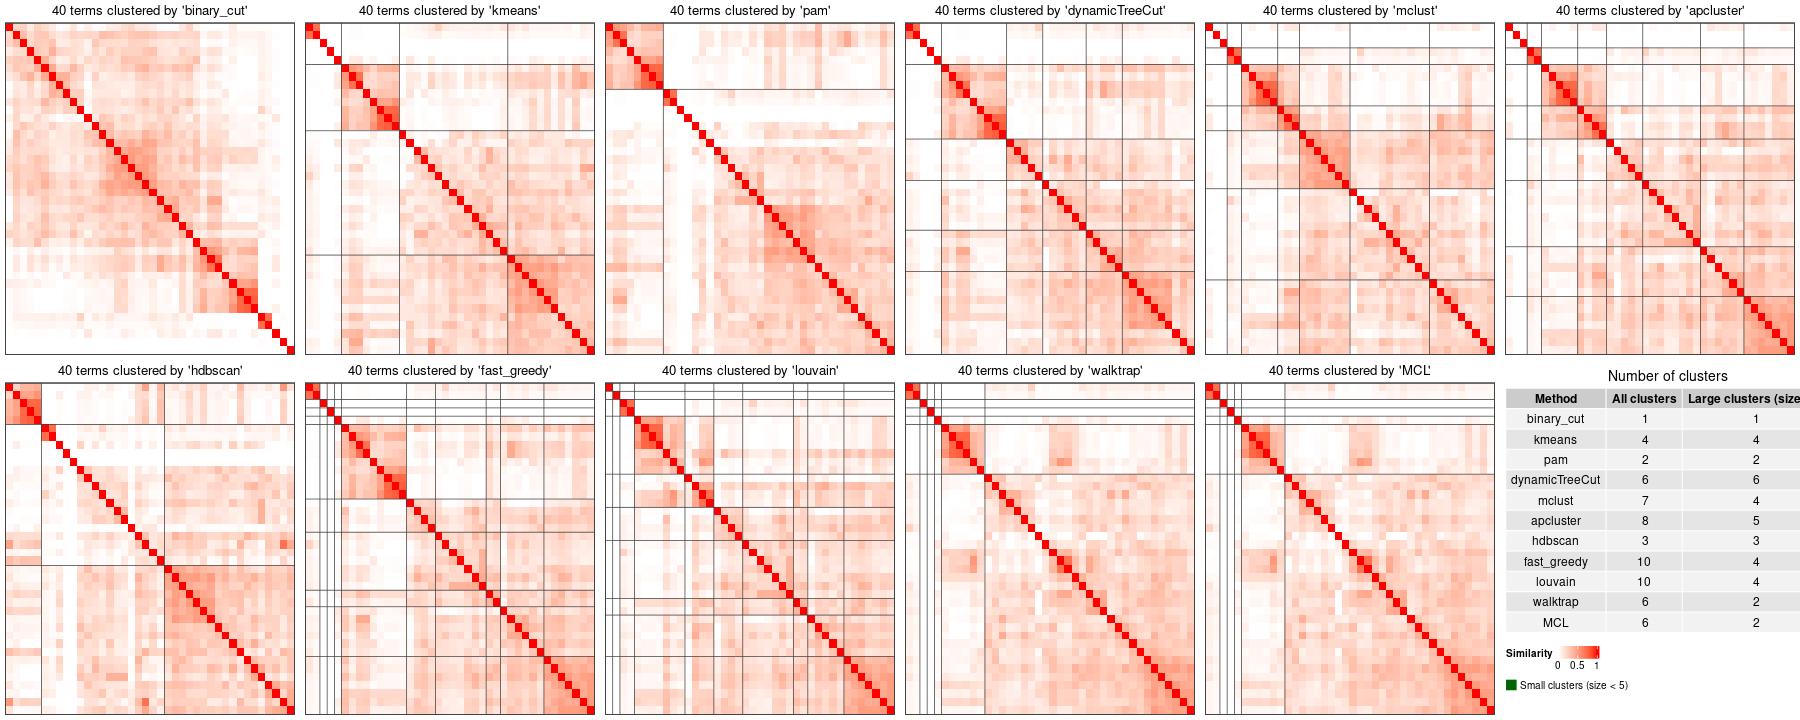 40 terms clustered by 'binary_cut'
40 terms clustered by 'kmeans'
40 terms clustered by 'pam'
40 terms clustered by 'dynamicTreeCut'
40 terms clustered by 'mclust'
40 terms clustered by 'apcluster'
40 terms clustered by 'hdbscan'
40 terms clustered by 'fast_greedy'
40 terms clustered by 'louvain'
40 terms clustered by 'walktrap'
40 terms clustered by 'MCL'
Number of clusters
Method All clusters Large clusters (size
binary_cut 1 1
kmeans 4 4
pam 2 2
dynamicTreeCut 6 6
mclust 7 4
apcluster 8 5
hdbscan 3 3
fast_greedy 10 4
louvain 10 4
walktrap 6 2
MCL 6 2
Similarity
0 0.5 1
Small clusters (size < 5)